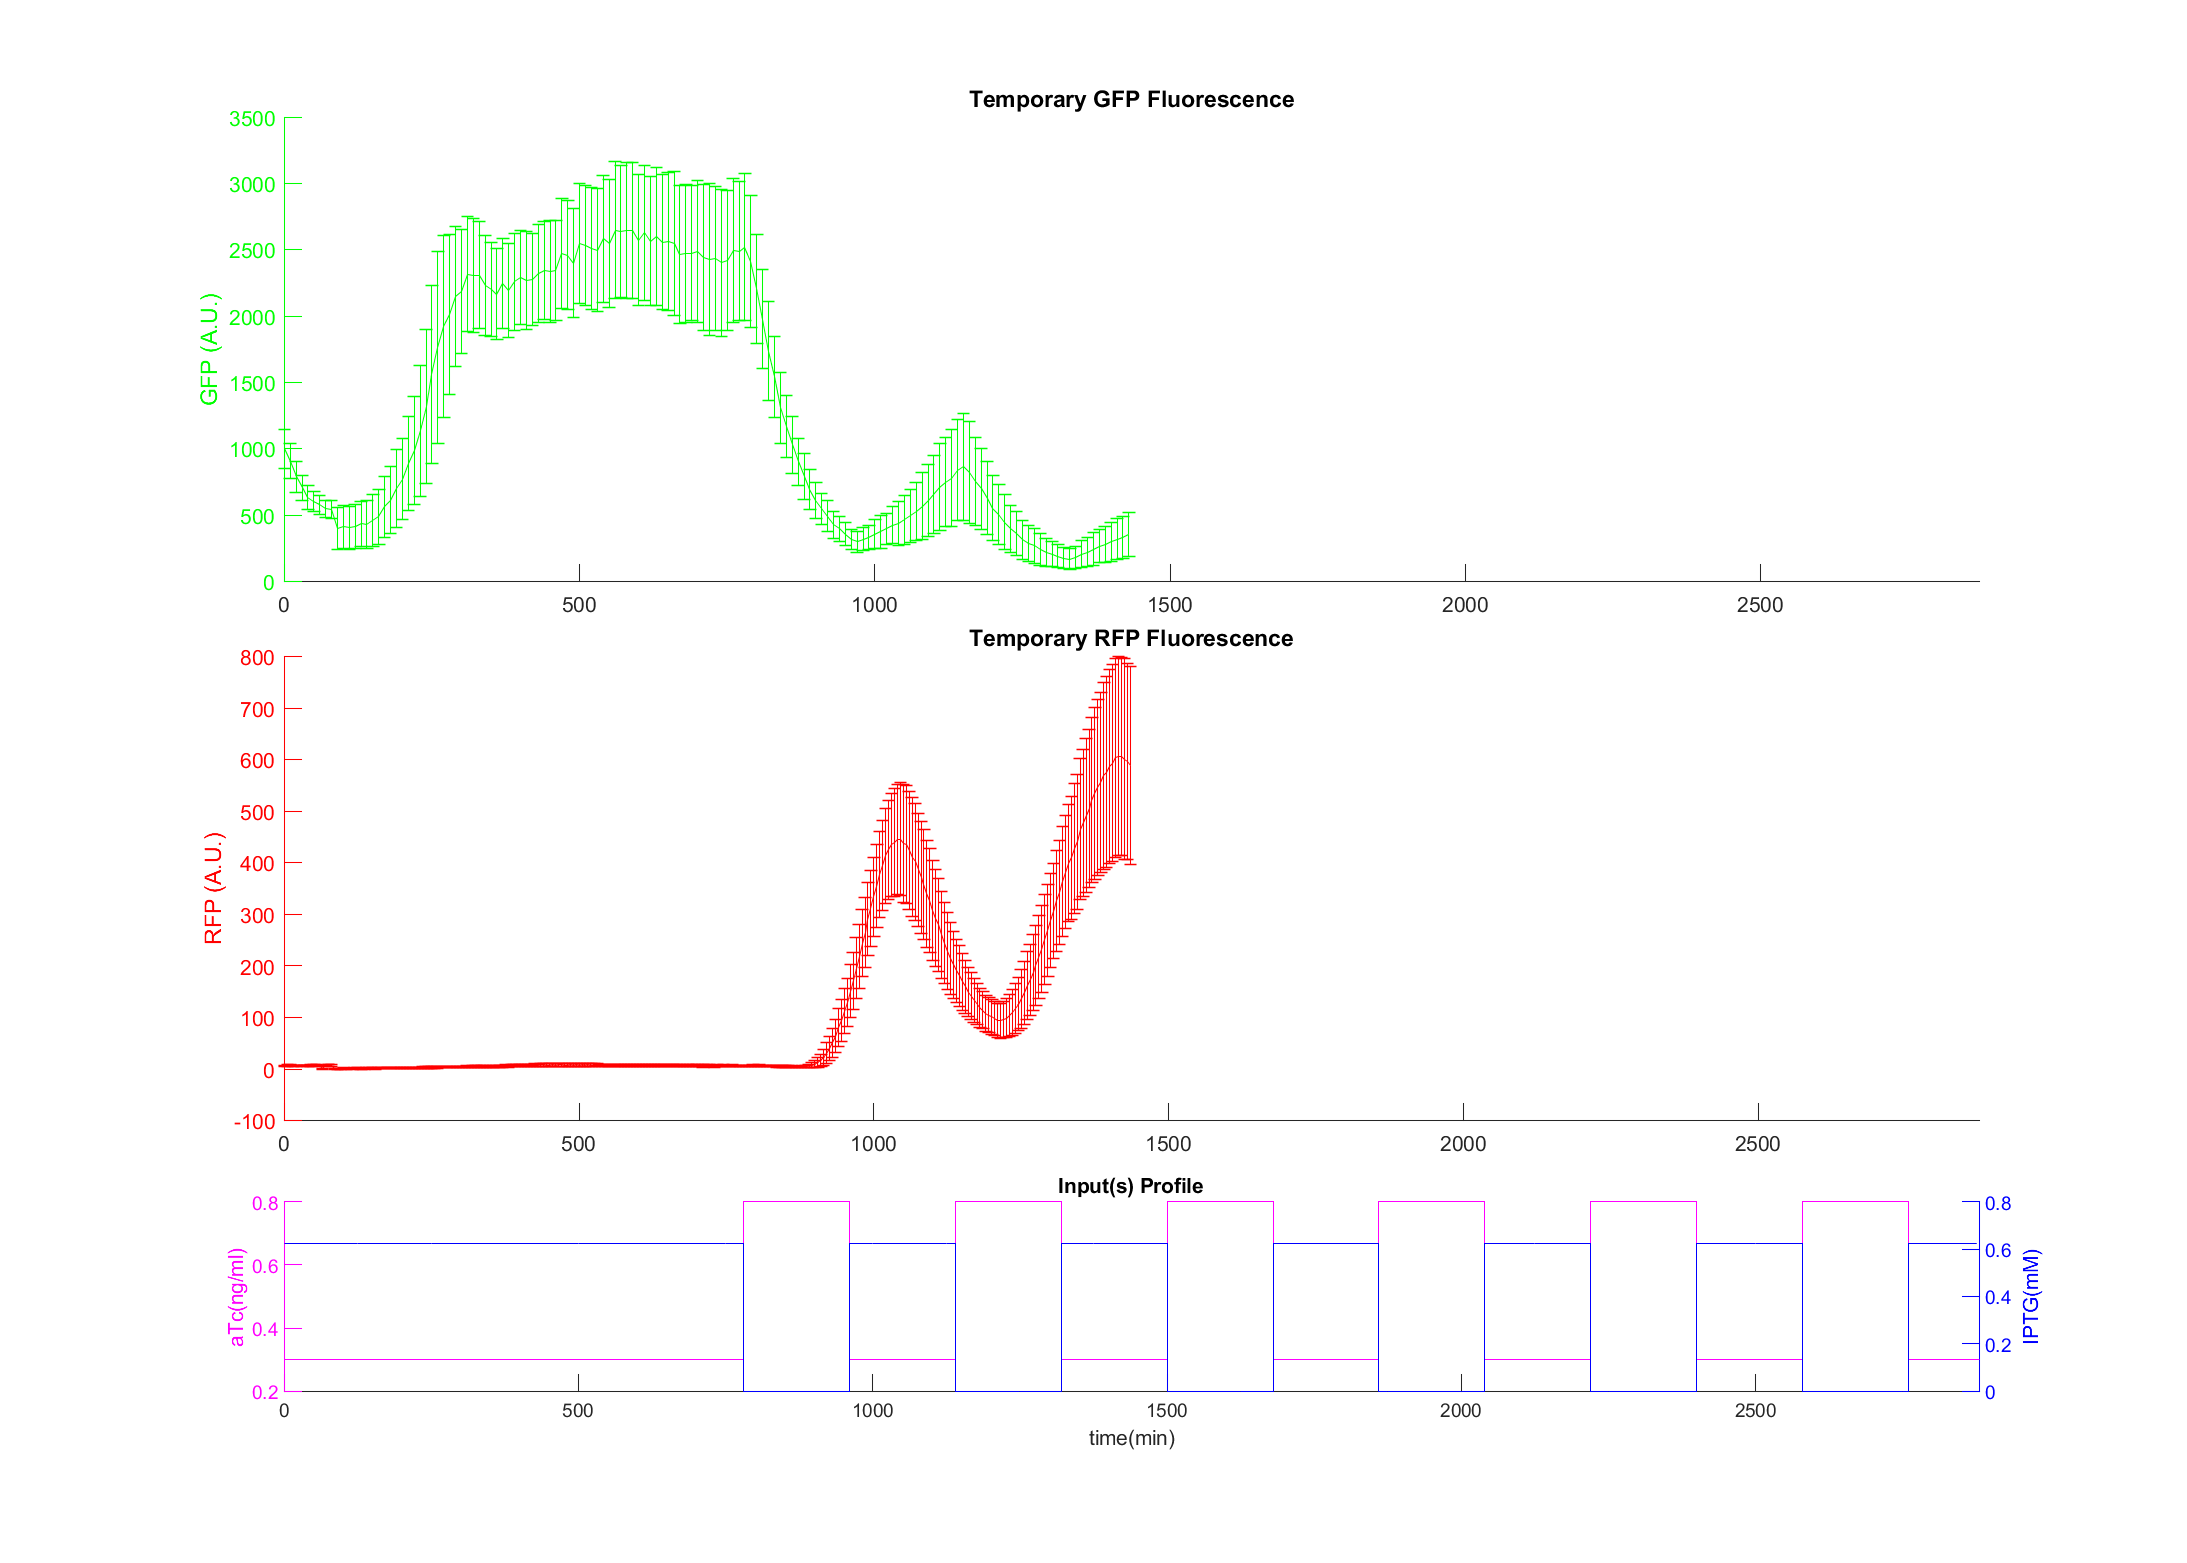 Temporary GFP Fluorescence
3500
3000
2500
2000
1500
1000
500
0
GFP (A.U.)
0 500 1000 1500 2000 2500
Temporary RFP Fluorescence
800
700
600
500
400
300
200
100
0
-100
RFP (A.U.)
0 500 1000 1500 2000 2500
Input(s) Profile
0.8
0.6
0.4
0.2
aTc(ng/ml)
0.8
0.6
0.4
0.2
0
IPTG(mM)
0 500 1000 1500 2000 2500
time(min)